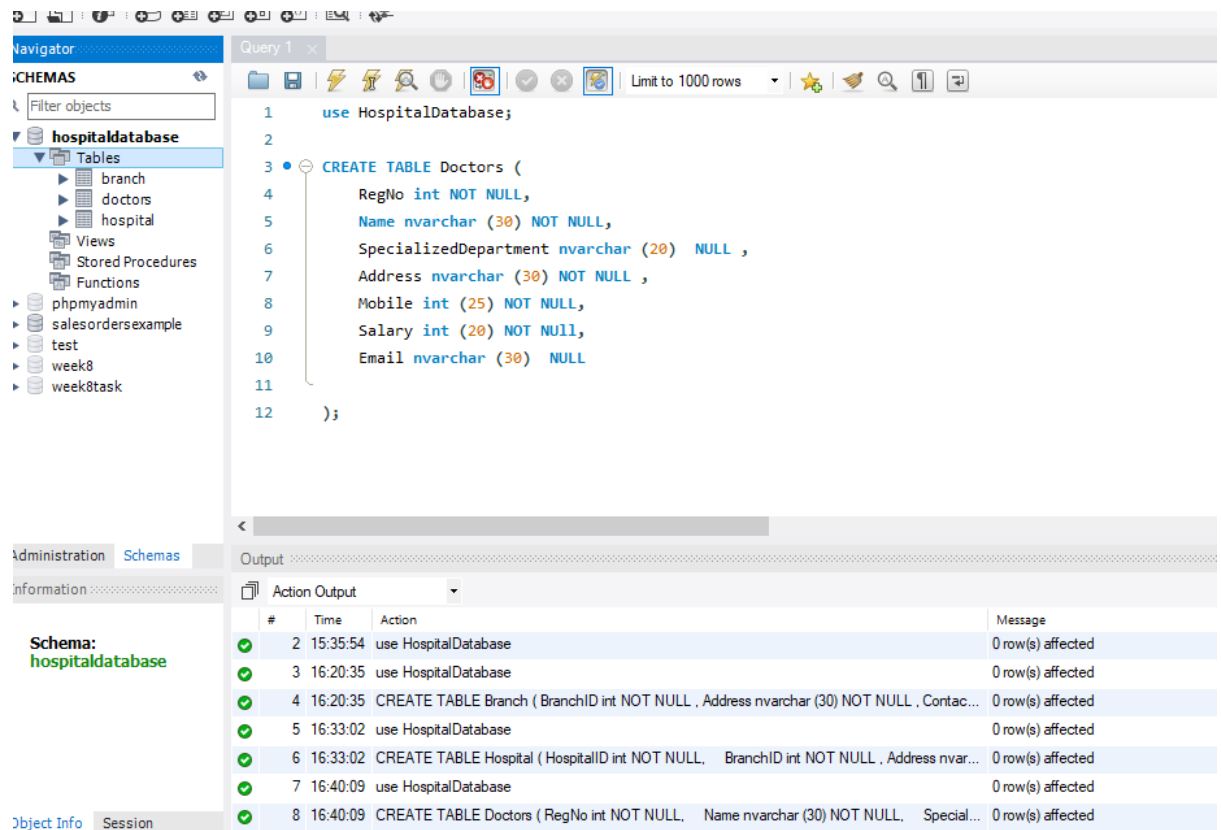 Navigator
SCHEMAS
Filter objects
hospitaldatabase
Tables
branch
doctors
hospital
Views
Stored Procedures
Functions
phpmyadmin
salesordersexample
test
week8
week8task
Administration Schemas
Information
Schema:
hospitaldatabase
Object Info Session
Query 1
Limit to 1000 rows
1 use HospitalDatabase;
2
3 CREATE TABLE Doctors (
4 RegNo int NOT NULL,
5 Name nvarchar (30) NOT NULL,
6 SpecializedDepartment nvarchar (20) NULL ,
7 Address nvarchar (30) NOT NULL ,
8 Mobile int (25) NOT NULL,
9 Salary int (20) NOT NUll,
10 Email nvarchar (30) NULL
11
12 );
Output
Action Output
# Time Action Message
2 15:35:54 use HospitalDatabase 0 row(s) affected
3 16:20:35 use HospitalDatabase 0 row(s) affected
4 16:20:35 CREATE TABLE Branch ( BranchID int NOT NULL , Address nvarchar (30) NOT NULL , Contac... 0 row(s) affected
5 16:33:02 use HospitalDatabase 0 row(s) affected
6 16:33:02 CREATE TABLE Hospital ( HospitalID int NOT NULL, BranchID int NOT NULL , Address nvar... 0 row(s) affected
7 16:40:09 use HospitalDatabase 0 row(s) affected
8 16:40:09 CREATE TABLE Doctors ( RegNo int NOT NULL, Name nvarchar (30) NOT NULL, Special... 0 row(s) affected